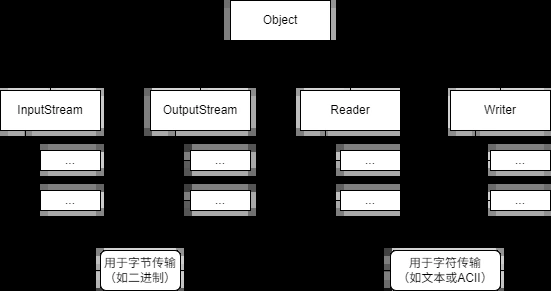 Object
InputStream
OutputStream
Reader
Writer
...
...
...
...
...
...
...
...
用于字节传输
（如二进制）
用于字符传输
（如文本或ACII）